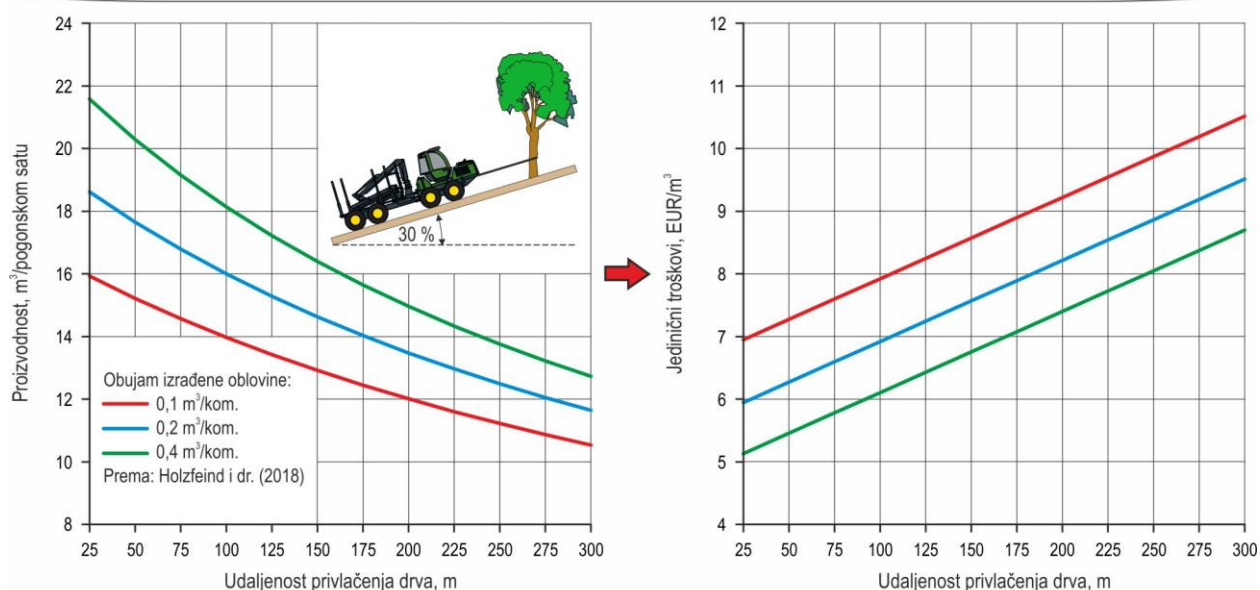 24
22
20
18
16
14
12
10
8
Proizvodnost, m³/pogonskom satu
30 %
Obujam izrađene oblovine:
0,1 m³/kom.
0,2 m³/kom.
0,4 m³/kom.
Prema: Holzfeind i dr. (2018)
25 50 75 100 125 150 175 200 225 250 275 300
Udaljenost privlačenja drva, m
12
11
10
9
8
7
6
5
4
Jedinični troškovi, EUR/m³
25 50 75 100 125 150 175 200 225 250 275 300
Udaljenost privlačenja drva, m